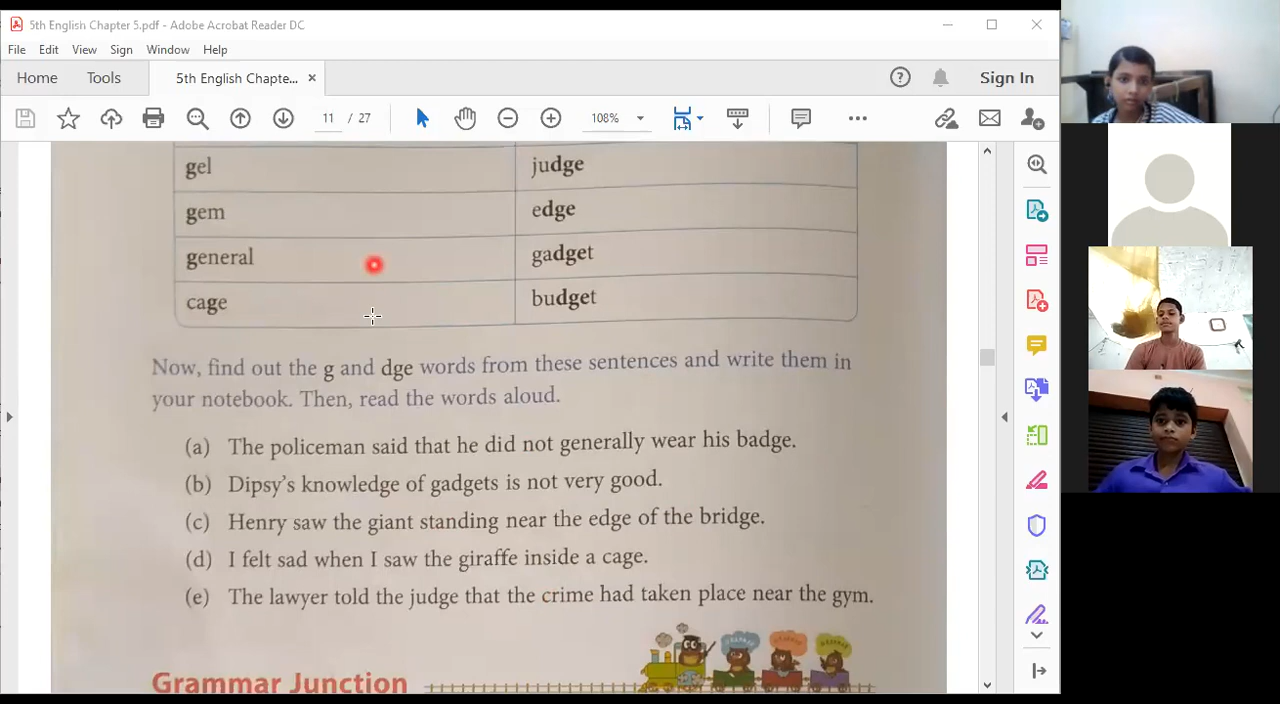 5th English Chapter 5.pdf - Adobe Acrobat Reader DC
File Edit View Sign Window Help
Home Tools 5th English Chapte... Sign In
11 / 27 108%
gel judge
gem edge
general gadget
cage budget
Now, find out the g and dge words from these sentences and write them in
your notebook. Then, read the words aloud.
(a) The policeman said that he did not generally wear his badge.
(b) Dipsy's knowledge of gadgets is not very good.
(c) Henry saw the giant standing near the edge of the bridge.
(d) I felt sad when I saw the giraffe inside a cage.
(e) The lawyer told the judge that the crime had taken place near the gym.
Grammar Junction